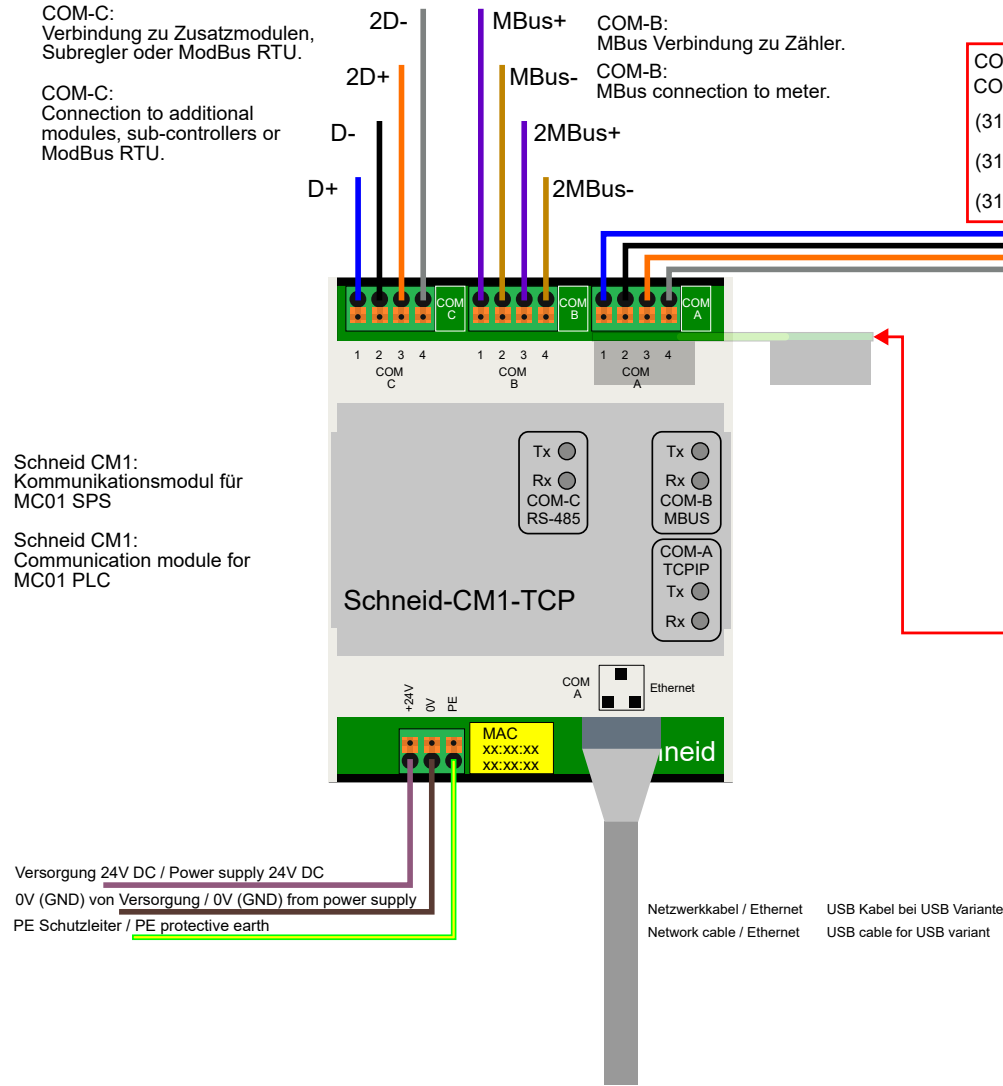 COM-C:
Verbindung zu Zusatzmodulen,
Subregler oder ModBus RTU.
COM-C:
Connection to additional
modules, sub-controllers or
ModBus RTU.
2D-
2D+
D-
D+
MBus+
MBus-
2MBus+
2MBus-
COM-B:
MBus Verbindung zu Zähler.
COM-B:
MBus connection to meter.
CO
CO
(31
(31
(31
COM
C
COM
B
COM
A
1 2 3 4
COM
C
1 2 3 4
COM
B
1 2 3 4
COM
A
Schneid CM1:
Kommunikationsmodul für
MC01 SPS
Schneid CM1:
Communication module for
MC01 PLC
Tx
Rx
COM-C
RS-485
Tx
Rx
COM-B
MBUS
COM-A
TCPIP
Tx
Rx
Schneid-CM1-TCP
COM
A
Ethernet
+24V
0V
PE
MAC
xx:xx:xx
xx:xx:xx
neid
Versorgung 24V DC / Power supply 24V DC
0V (GND) von Versorgung / 0V (GND) from power supply
PE Schutzleiter / PE protective earth
Netzwerkkabel / Ethernet USB Kabel bei USB Variante
Network cable / Ethernet USB cable for USB variant